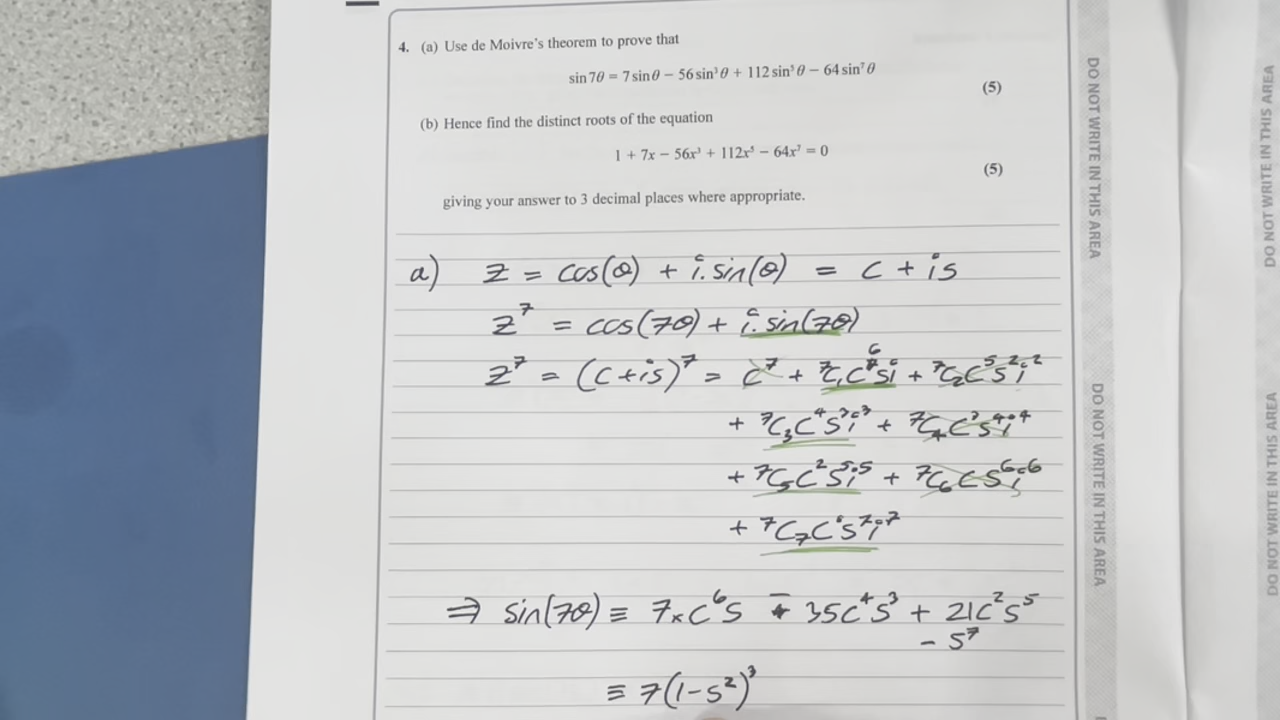 4. (a) Use de Moivre's theorem to prove that
sin 7θ = 7 sin θ − 56 sin³ θ + 112 sin⁵ θ − 64 sin⁷ θ
(5)
(b) Hence find the distinct roots of the equation
1 + 7x − 56x³ + 112x⁵ − 64x⁷ = 0
(5)
giving your answer to 3 decimal places where appropriate.
a) z = cos(θ) + i.sin(θ) = c + is
z⁷ = cos(7θ) + i.sin(7θ)
z⁷ = (c+is)⁷ = c⁷ + ⁷C₁c⁶si + ⁷C₂c⁵s²i²
+ ⁷C₃c⁴s³i³ + ⁷C₄c³s⁴i⁴
+ ⁷C₅c²s⁵i⁵ + ⁷C₆cs⁶i⁶
+ ⁷C₇c⁰s⁷i⁷
⇒ sin(7θ) ≡ 7×c⁶s − 35c⁴s³ + 21c²s⁵
− s⁷
≡ 7(1−s²)³
DO NOT WRITE IN THIS AREA
DO NOT WRITE IN THIS AREA
DO NOT WRITE IN THIS AREA
DO NOT WRITE IN THIS AREA